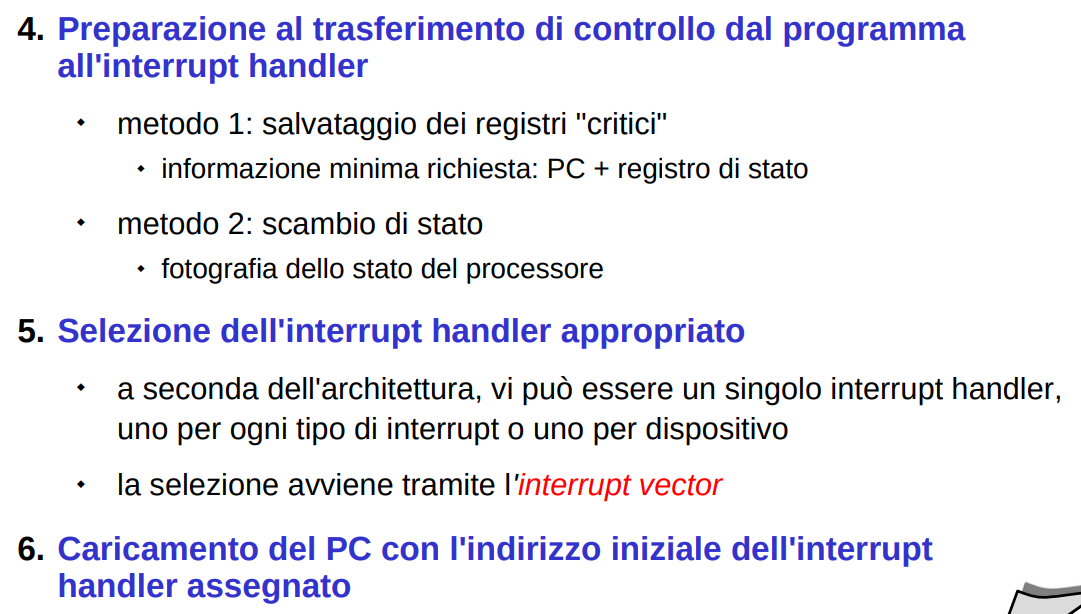 4. Preparazione al trasferimento di controllo dal programma
all'interrupt handler
metodo 1: salvataggio dei registri "critici"
informazione minima richiesta: PC + registro di stato
metodo 2: scambio di stato
fotografia dello stato del processore
5. Selezione dell'interrupt handler appropriato
a seconda dell'architettura, vi può essere un singolo interrupt handler,
uno per ogni tipo di interrupt o uno per dispositivo
la selezione avviene tramite l'interrupt vector
6. Caricamento del PC con l'indirizzo iniziale dell'interrupt
handler assegnato